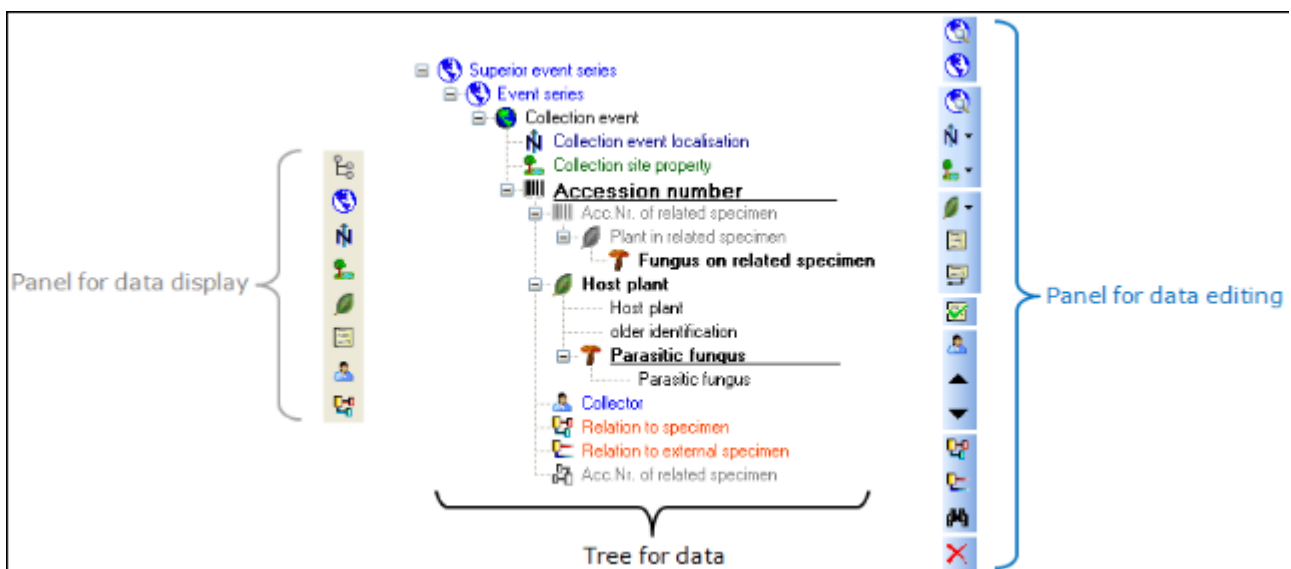 Superior event series
Event series
Collection event
Collection event localisation
Collection site property
Accession number
Acc.Nr. of related specimen
Plant in related specimen
Fungus on related specimen
Host plant
Host plant
older identification
Parasitic fungus
Parasitic fungus
Collector
Relation to specimen
Relation to external specimen
Acc.Nr. of related specimen
Panel for data display
Panel for data editing
Tree for data